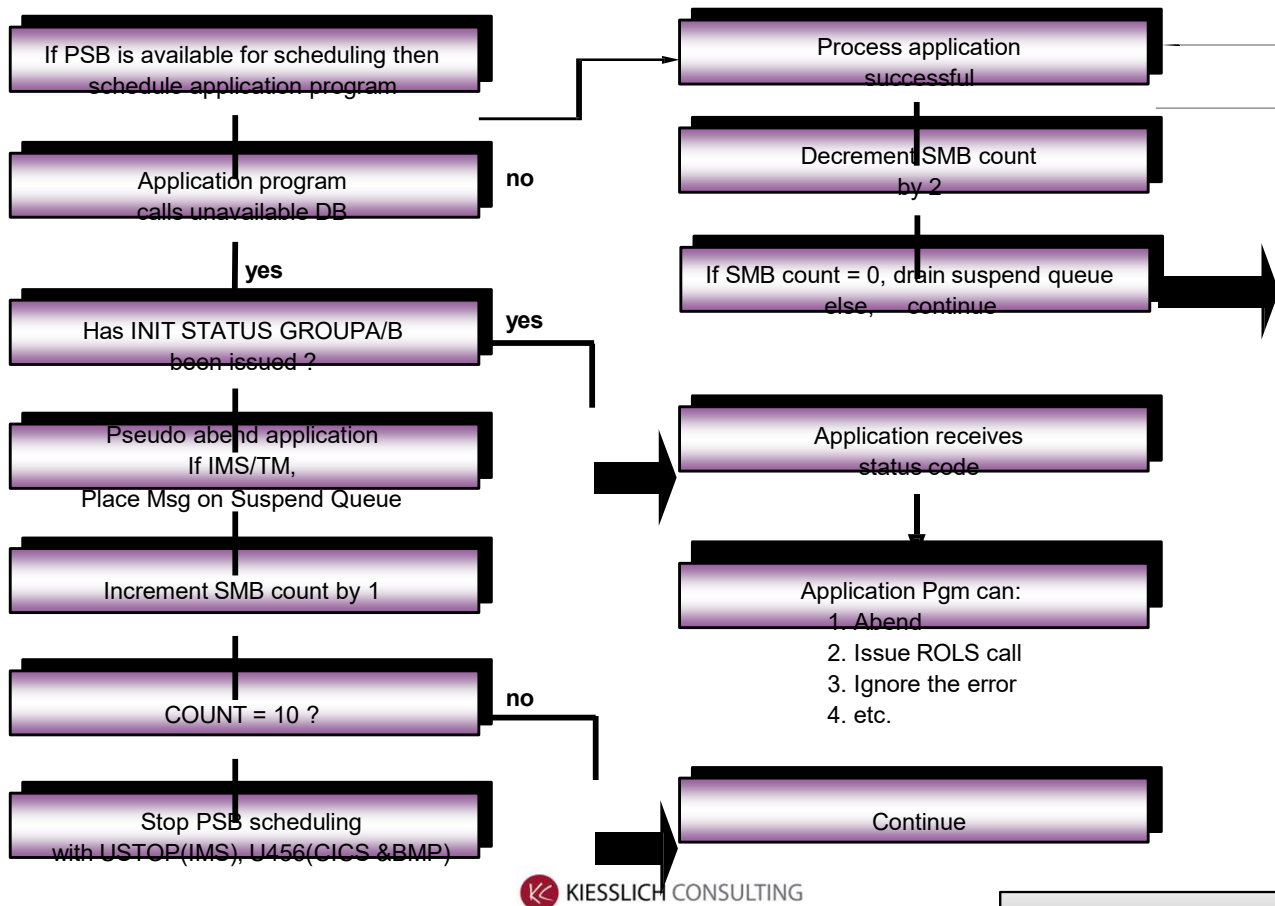 If PSB is available for scheduling then
schedule application program
Application program
calls unavailable DB
no
yes
Has INIT STATUS GROUPA/B
been issued ?
yes
Pseudo abend application
If IMS/TM,
Place Msg on Suspend Queue
Increment SMB count by 1
COUNT = 10 ?
no
Stop PSB scheduling
with USTOP(IMS), U456(CICS &BMP)
Process application
successful
Decrement SMB count
by 2
If SMB count = 0, drain suspend queue
else, continue
Application receives
status code
Application Pgm can:
1. Abend
2. Issue ROLS call
3. Ignore the error
4. etc.
Continue
KC KIESSLICH CONSULTING